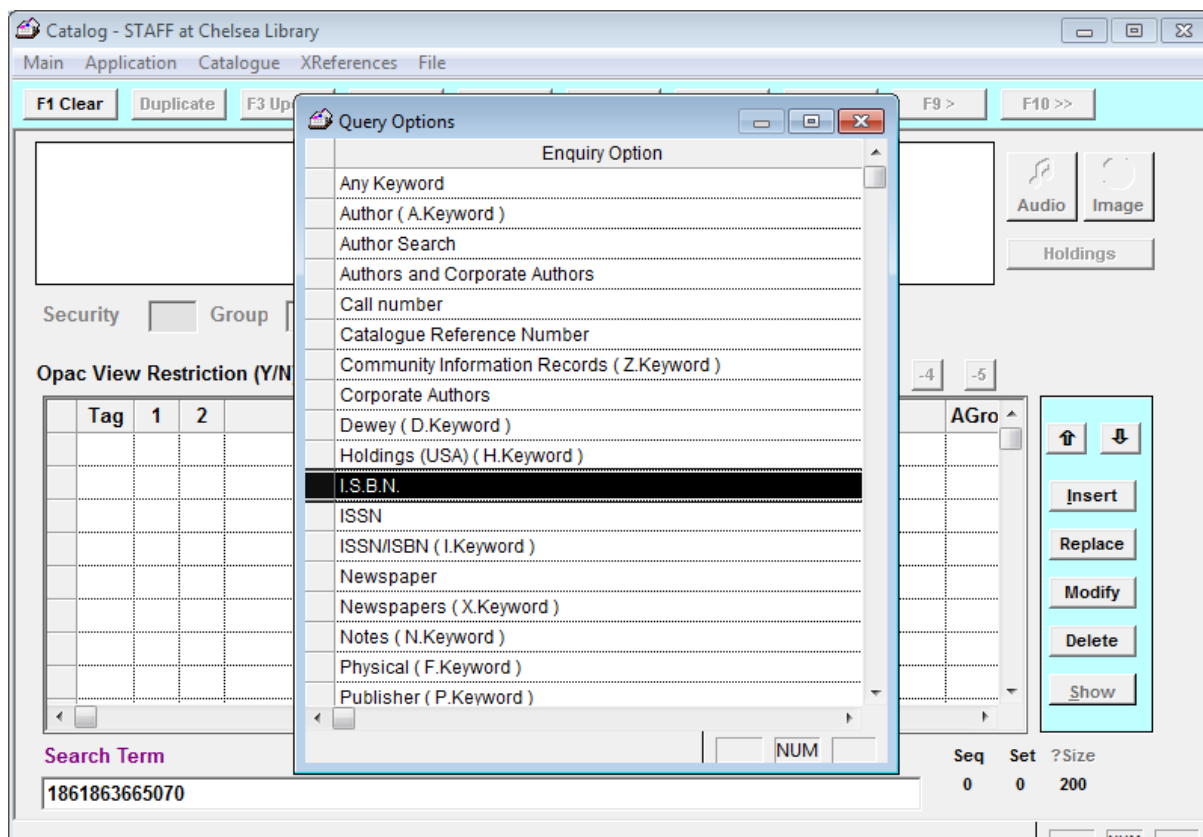 Catalog - STAFF at Chelsea Library
Main Application Catalogue XReferences File
F1 Clear Duplicate F3 F9 > F10 >>
Query Options
Enquiry Option
Any Keyword
Author ( A.Keyword )
Author Search
Authors and Corporate Authors
Call number
Catalogue Reference Number
Community Information Records ( Z.Keyword )
Corporate Authors
Dewey ( D.Keyword )
Holdings (USA) ( H.Keyword )
I.S.B.N.
ISSN
ISSN/ISBN ( I.Keyword )
Newspaper
Newspapers ( X.Keyword )
Notes ( N.Keyword )
Physical ( F.Keyword )
Publisher ( P.Keyword )
NUM
Audio Image
Holdings
Security Group
Opac View Restriction (Y/N -4 -5
Tag 1 2 AGro
Insert
Replace
Modify
Delete
Show
Search Term Seq Set ?Size
1861863665070 0 0 200